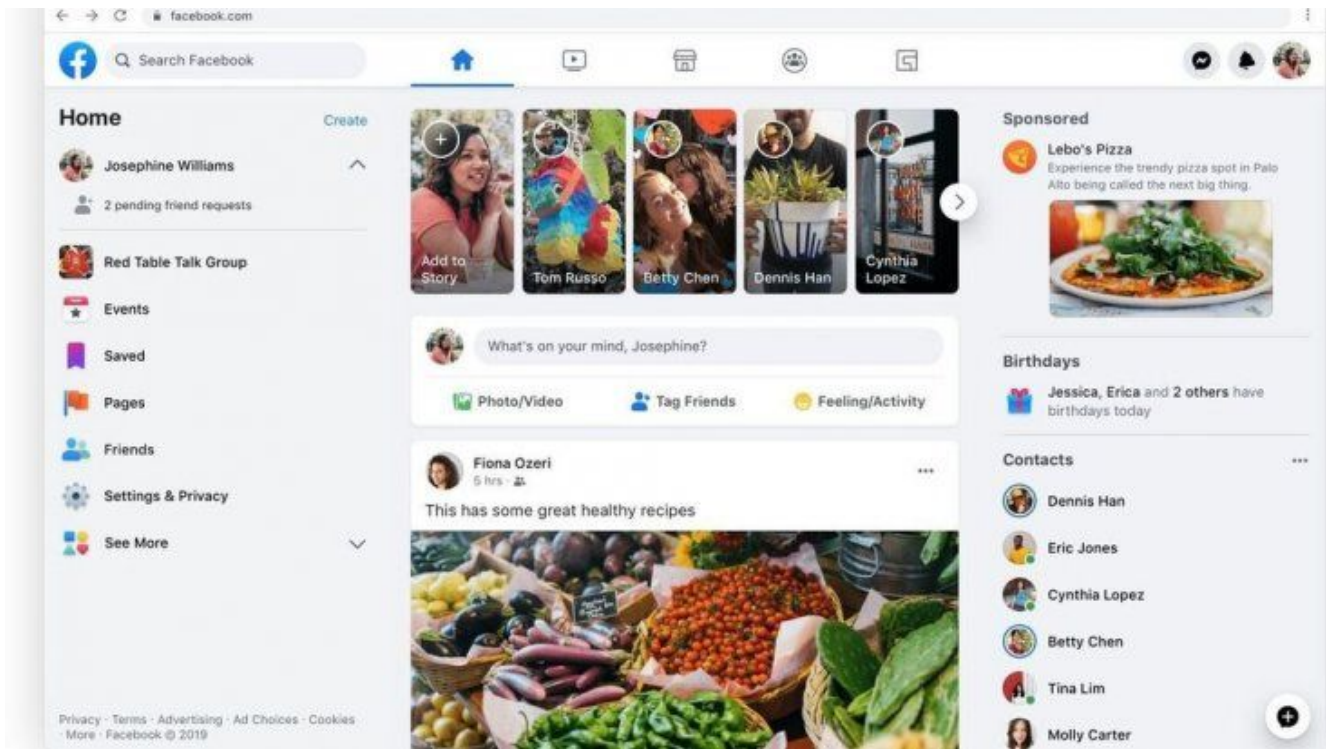 facebook.com
Search Facebook
Home
Create
Josephine Williams
2 pending friend requests
Red Table Talk Group
Events
Saved
Pages
Friends
Settings & Privacy
See More
Privacy · Terms · Advertising · Ad Choices · Cookies
· More · Facebook © 2019
Add to
Story
Tom Russo
Betty Chen
Dennis Han
Cynthia
Lopez
What's on your mind, Josephine?
Photo/Video
Tag Friends
Feeling/Activity
Fiona Ozeri
5 hrs ·
This has some great healthy recipes
Sponsored
Lebo's Pizza
Experience the trendy pizza spot in Palo
Alto being called the next big thing.
Birthdays
Jessica, Erica and 2 others have
birthdays today
Contacts
Dennis Han
Eric Jones
Cynthia Lopez
Betty Chen
Tina Lim
Molly Carter